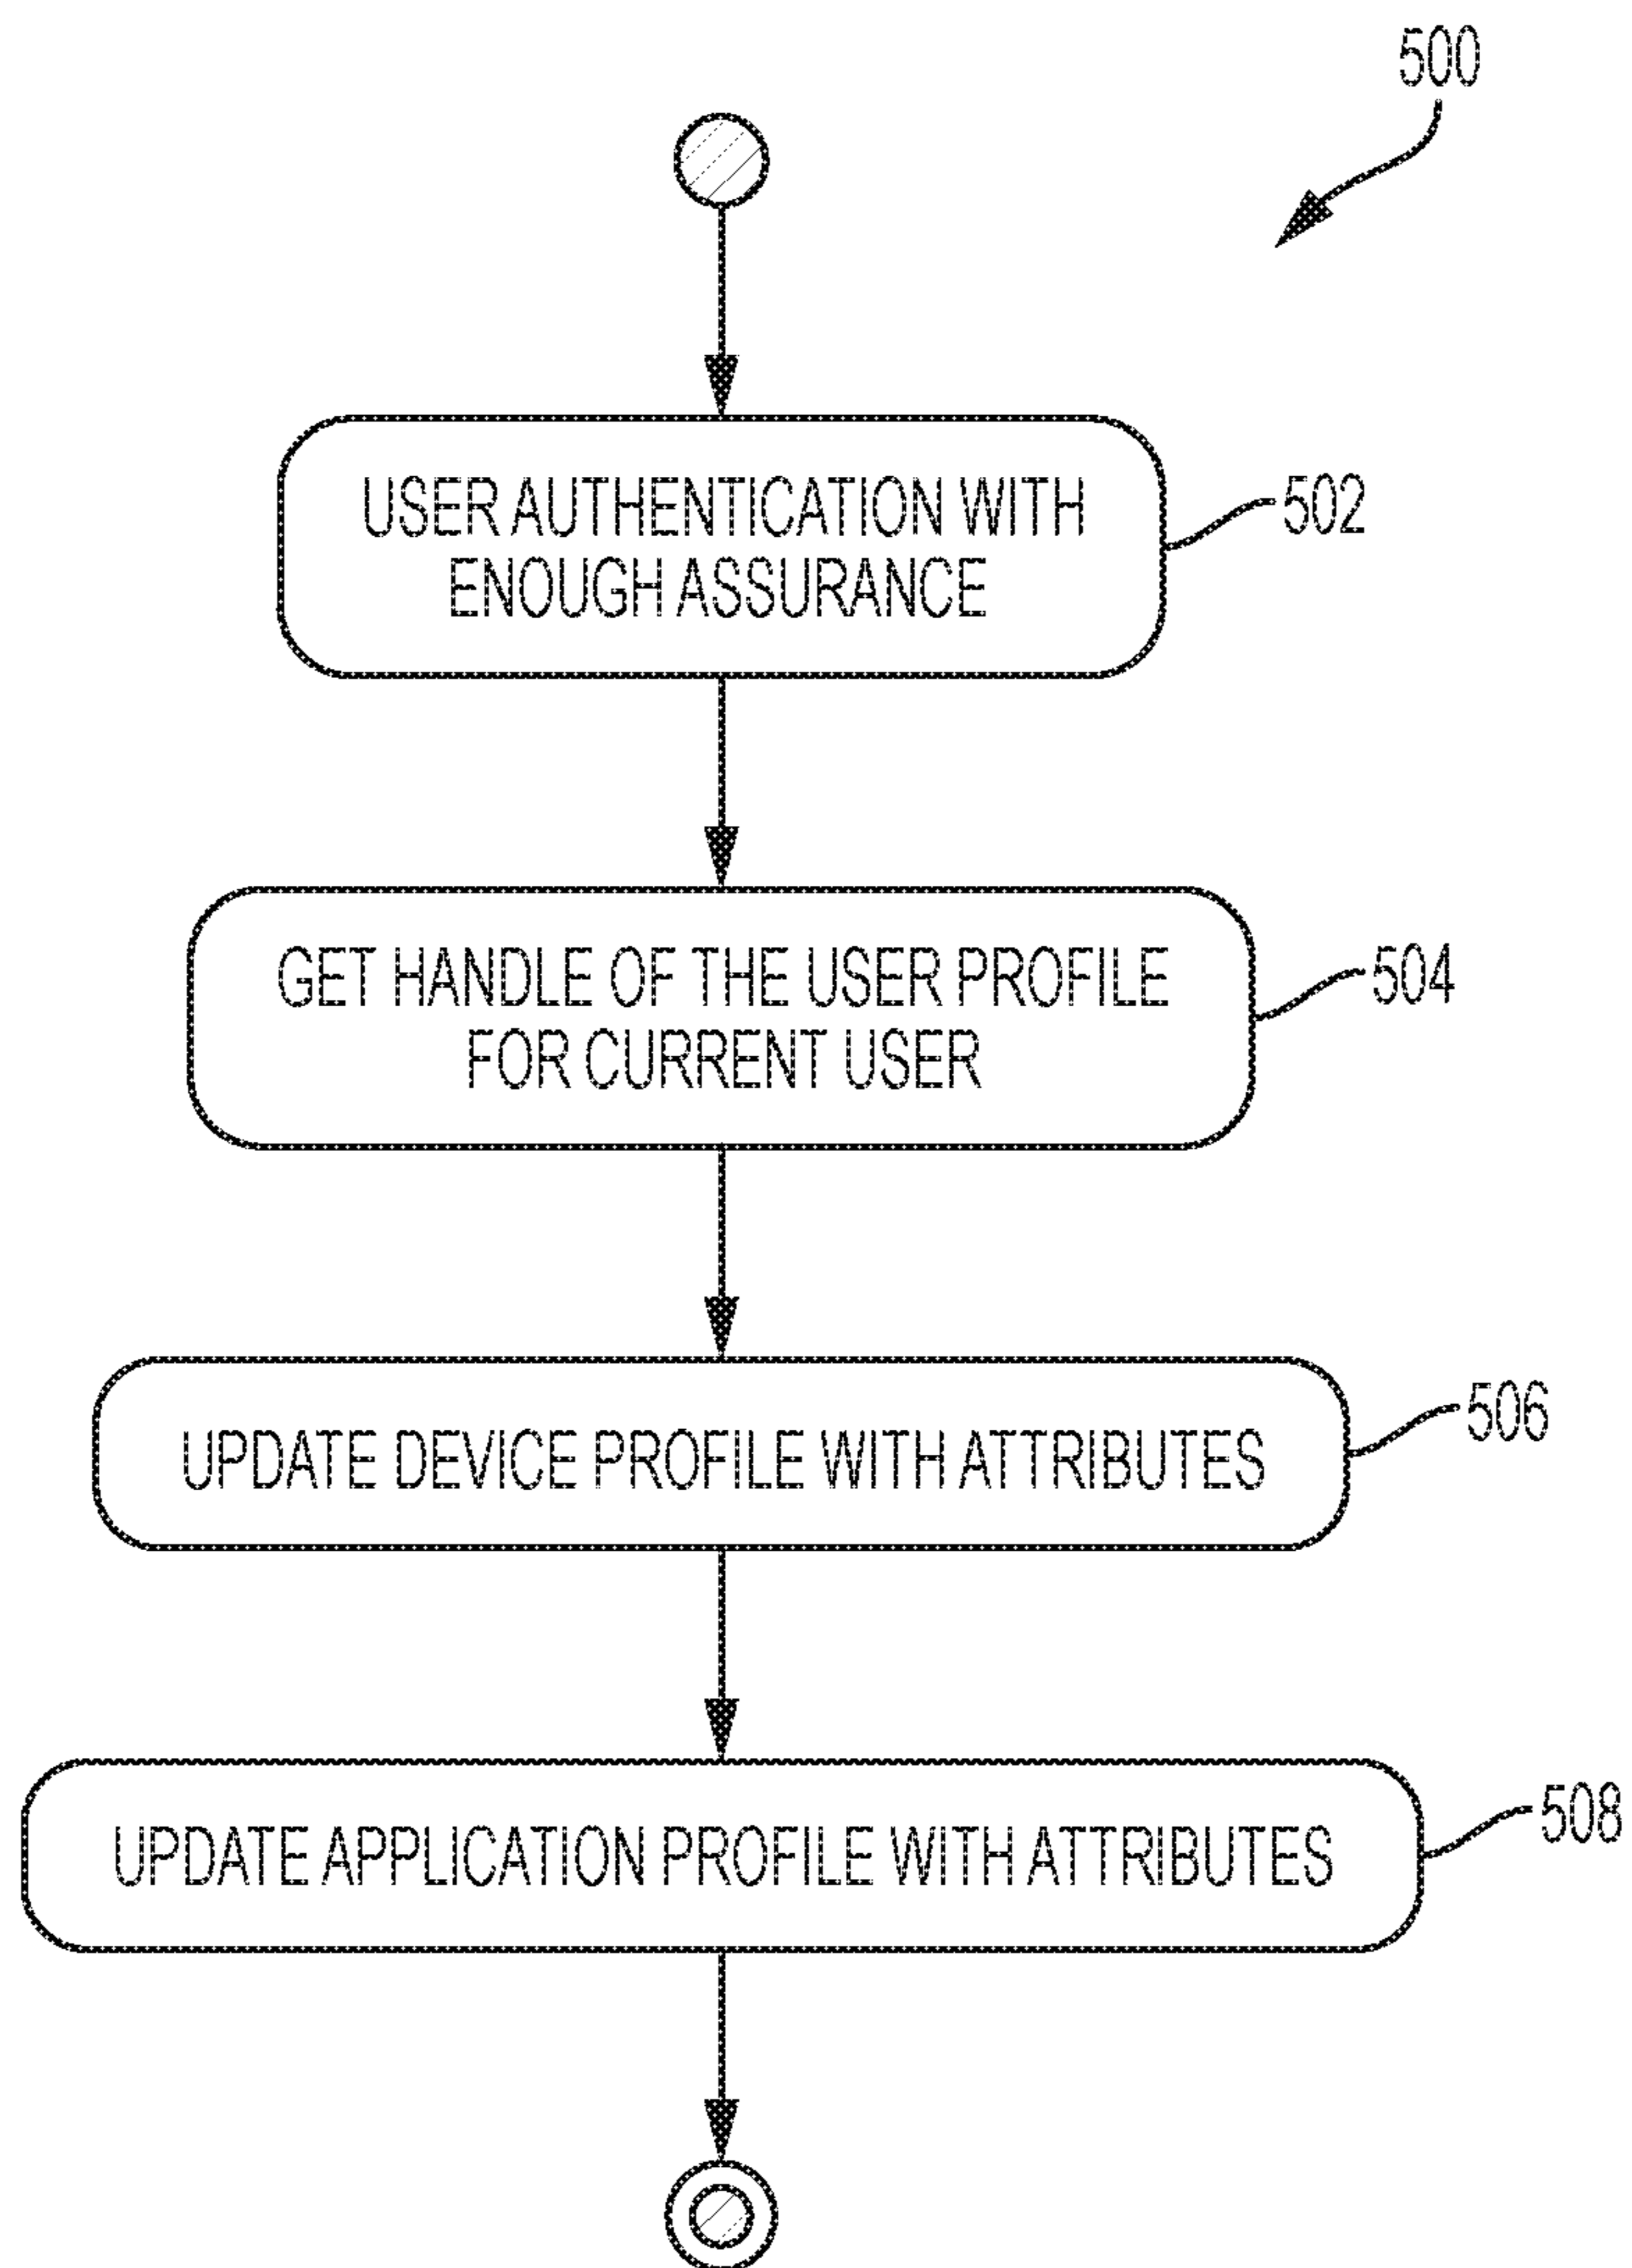 500
USER AUTHENTICATION WITH
ENOUGH ASSURANCE
502
GET HANDLE OF THE USER PROFILE
FOR CURRENT USER
504
UPDATE DEVICE PROFILE WITH ATTRIBUTES
506
UPDATE APPLICATION PROFILE WITH ATTRIBUTES
508